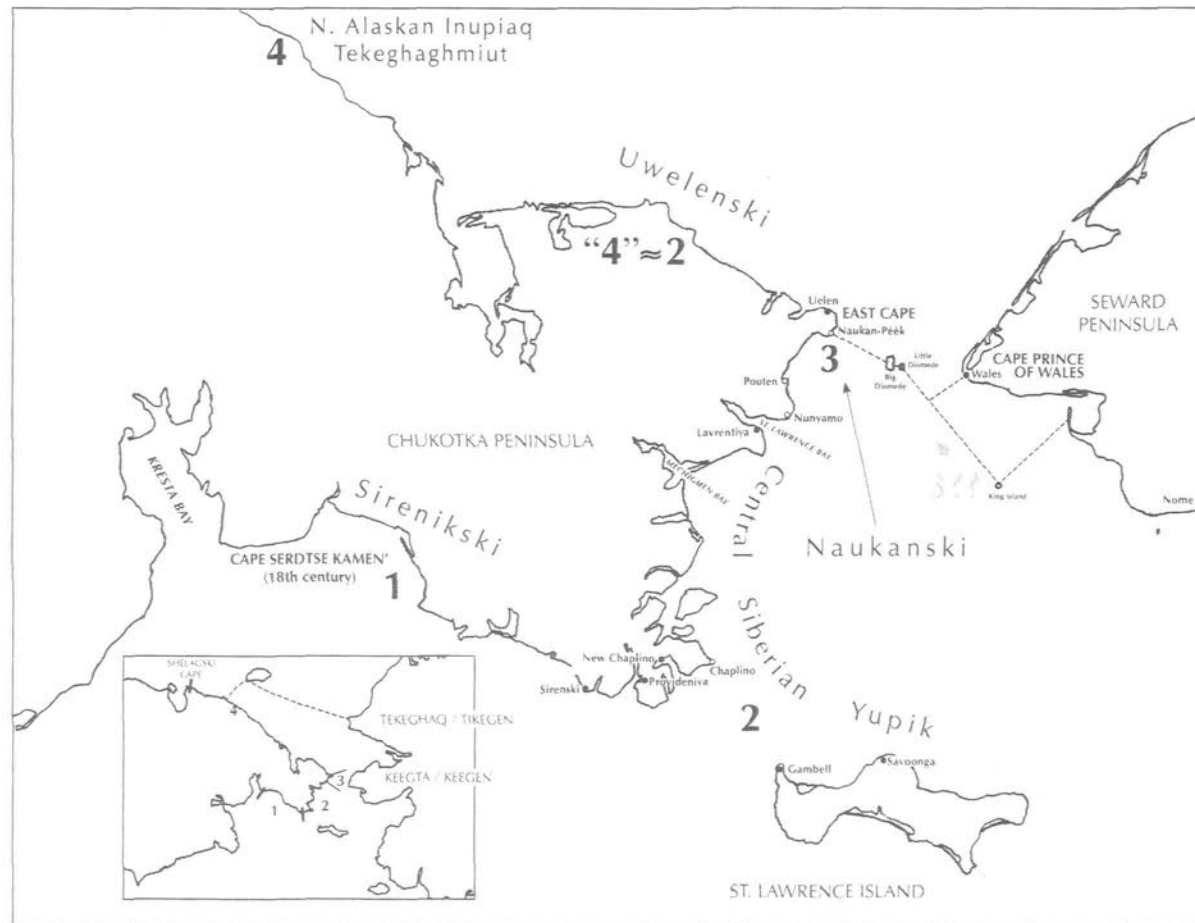 N. Alaskan Inupiaq
Tekeghaghmiut
4
Uwelenski
"4"≈2
Uelen
EAST CAPE
Naukan-Pèèk
3
Little
Diomede
Big
Diomede
SEWARD
PENINSULA
CAPE PRINCE
OF WALES
Wales
Pouten
Nunyamo
Lavrentiya
ST. LAWRENCE BAY
MECHIGMEN BAY
CHUKOTKA PENINSULA
KRESTA BAY
Sirenikski
CAPE SERDTSE KAMEN'
(18th century)
1
King Island
Nome
Naukanski
Central
Siberian
Yupik
2
New Chaplino
Chaplino
Provideniya
Sirenski
Gambell
Savoonga
ST. LAWRENCE ISLAND
SHELAGSKI
CAPE
4
TEKEGHAQ / TIKEGEN
KEEGTA / KEEGEN
3
2
1